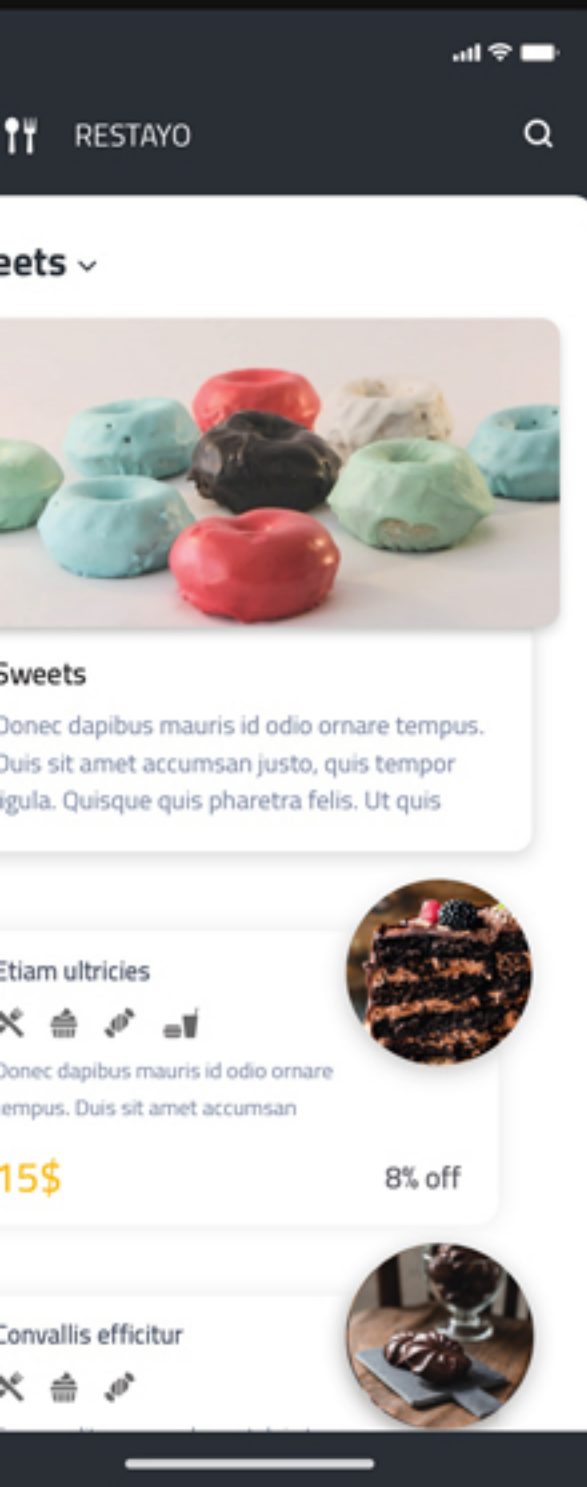 RESTAYO
eets
Sweets
Donec dapibus mauris id odio ornare tempus.
Duis sit amet accumsan justo, quis tempor
ligula. Quisque quis pharetra felis. Ut quis
Etiam ultricies
Donec dapibus mauris id odio ornare
tempus. Duis sit amet accumsan
15$
8% off
Convallis efficitur